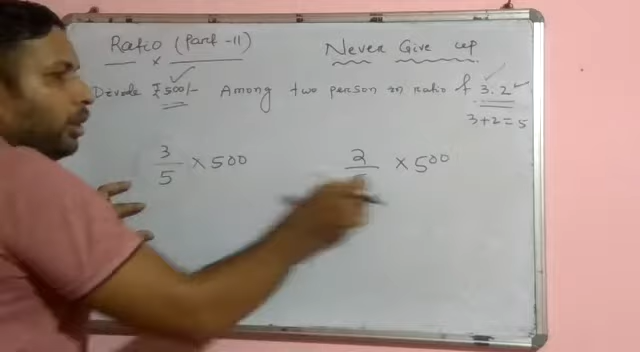 Ratio (Part-11) Never Give up
Devide ₹500/- Among two person in ratio of 3:2
3+2=5
3/5 × 500 2/ × 500